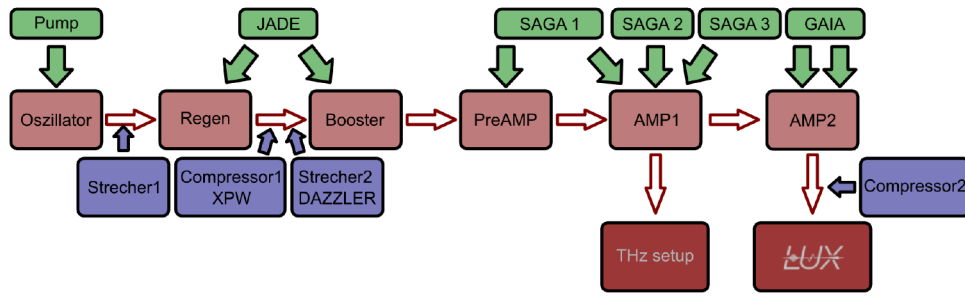 Pump
JADE
SAGA 1
SAGA 2
SAGA 3
GAIA
Oszillator
Regen
Booster
PreAMP
AMP1
AMP2
Strecher1
Compressor1
XPW
Strecher2
DAZZLER
Compressor2
THz setup
LUX